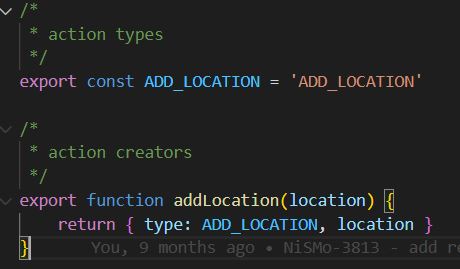 /*
 * action types
 */
export const ADD_LOCATION = 'ADD_LOCATION'
/*
 * action creators
 */
export function addLocation(location) {
    return { type: ADD_LOCATION, location }
}      You, 9 months ago • NiSMo-3813 - add re